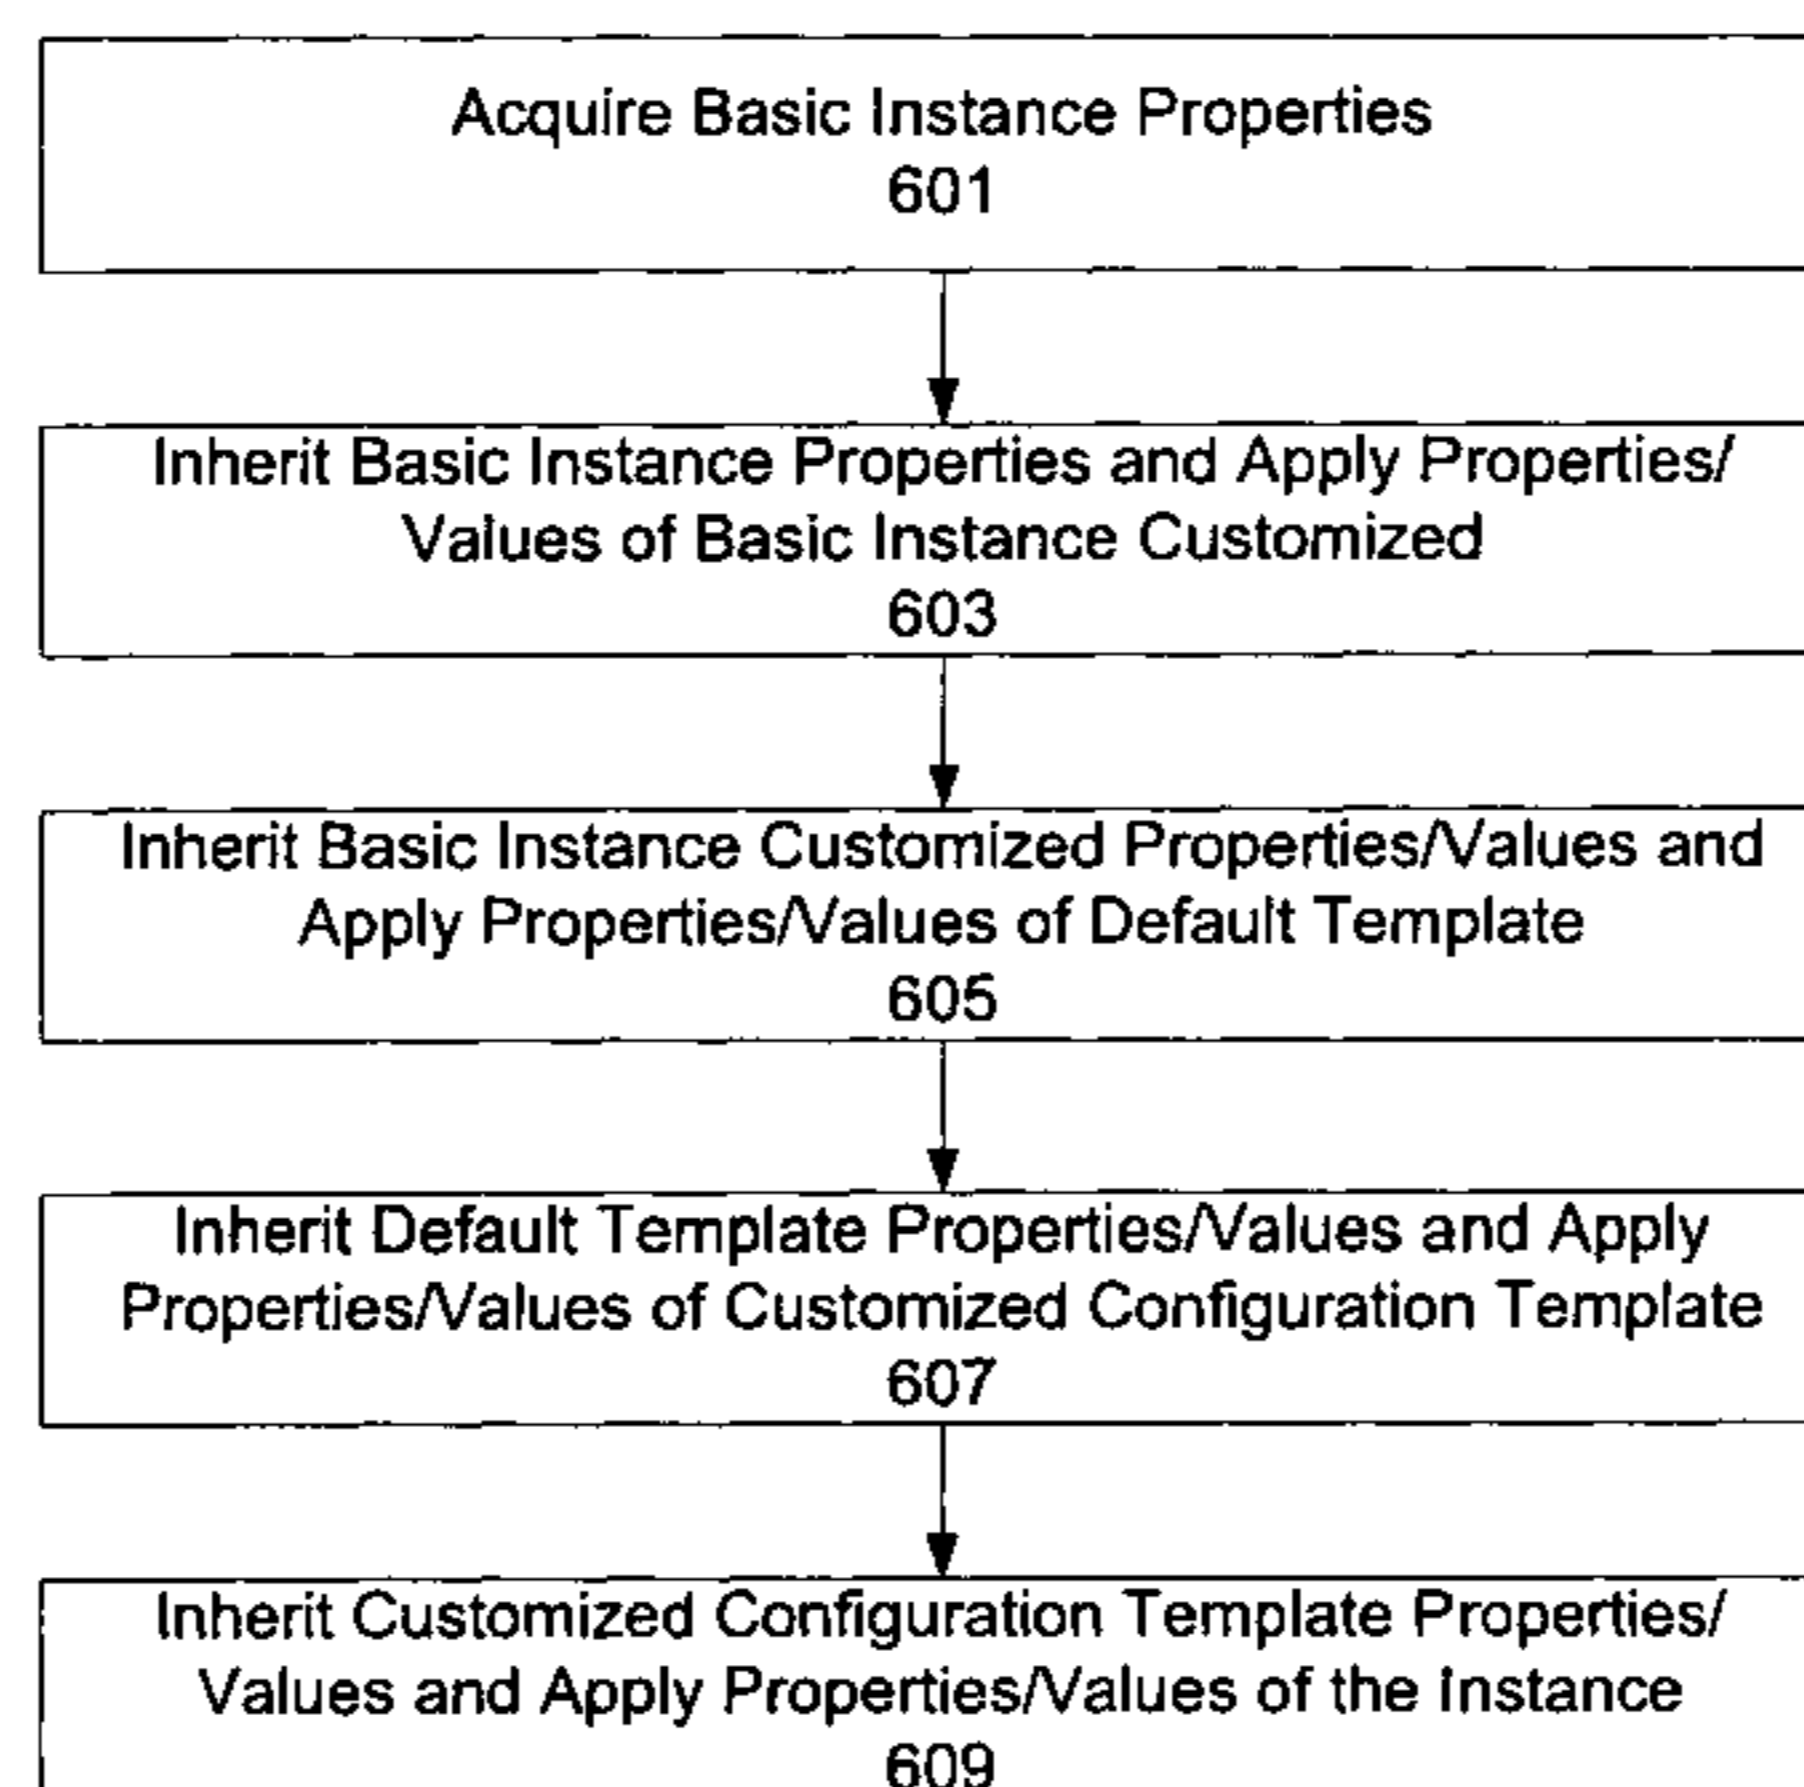 Acquire Basic Instance Properties
601
Inherit Basic Instance Properties and Apply Properties/
Values of Basic Instance Customized
603
Inherit Basic Instance Customized Properties/Values and
Apply Properties/Values of Default Template
605
Inherit Default Template Properties/Values and Apply
Properties/Values of Customized Configuration Template
607
Inherit Customized Configuration Template Properties/
Values and Apply Properties/Values of the Instance
609